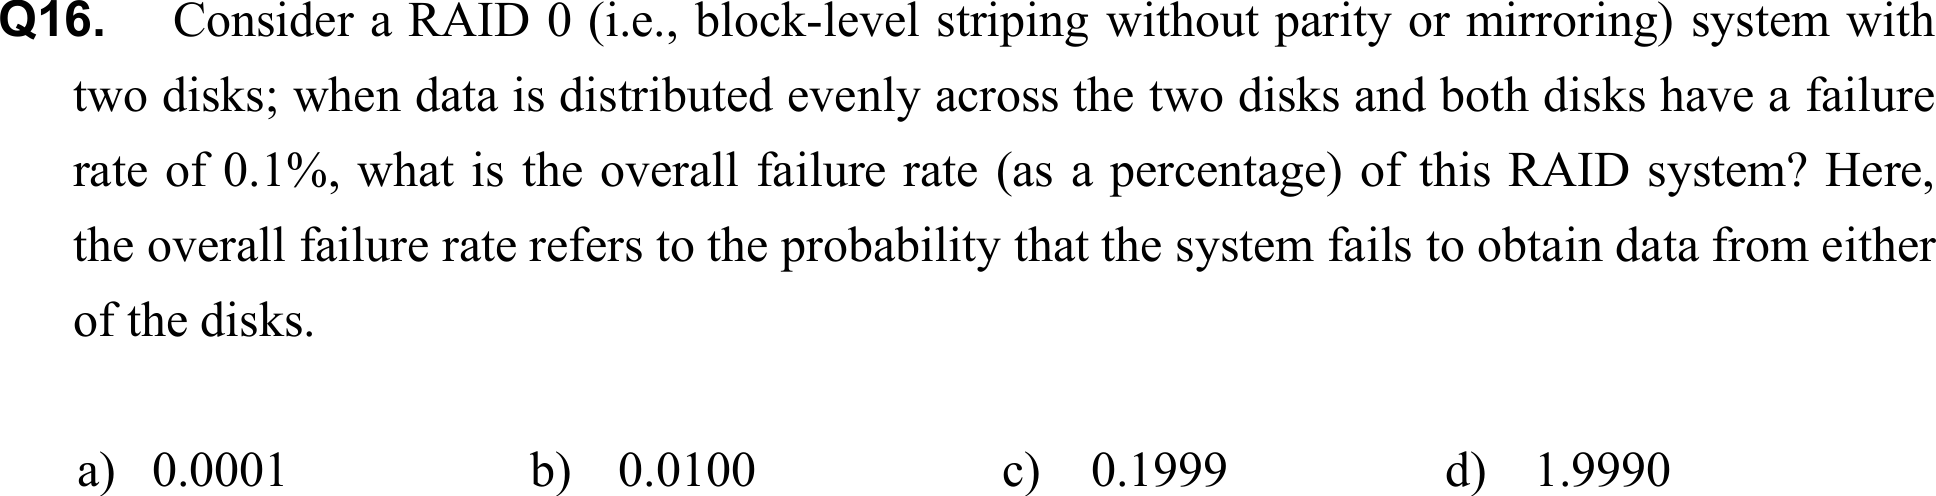 Q16. Consider a RAID 0 (i.e., block-level striping without parity or mirroring) system with
two disks; when data is distributed evenly across the two disks and both disks have a failure
rate of 0.1%, what is the overall failure rate (as a percentage) of this RAID system? Here,
the overall failure rate refers to the probability that the system fails to obtain data from either
of the disks.
a) 0.0001 b) 0.0100 c) 0.1999 d) 1.9990